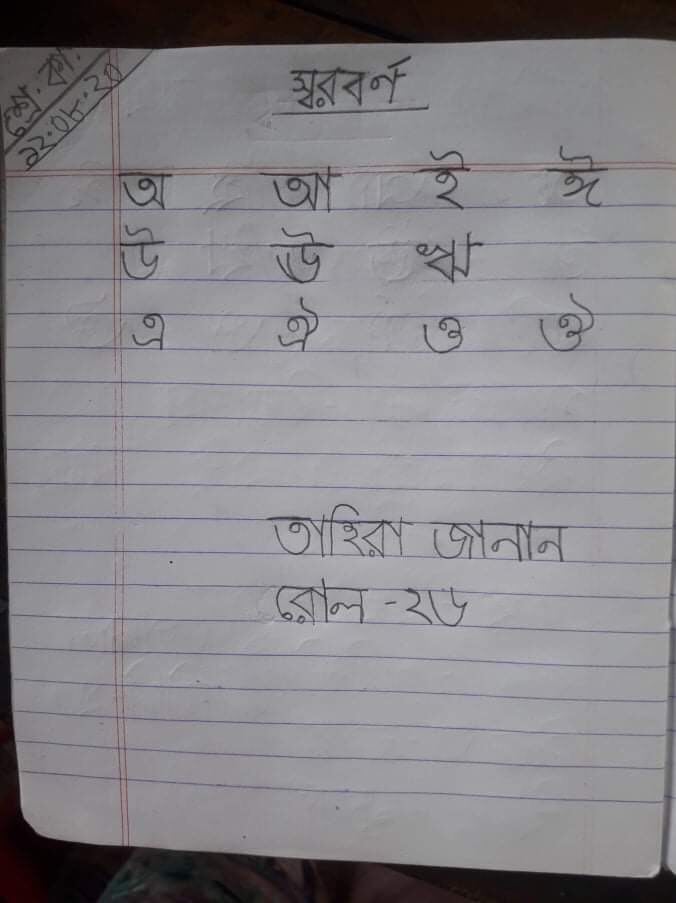 শ্রে. কা.
২২.০৮.২০
স্বরবর্ণ
অ আ ই ঈ
উ ঊ ঋ
এ ঐ ও ঔ
তাহিরা জানান
রোল -২৬